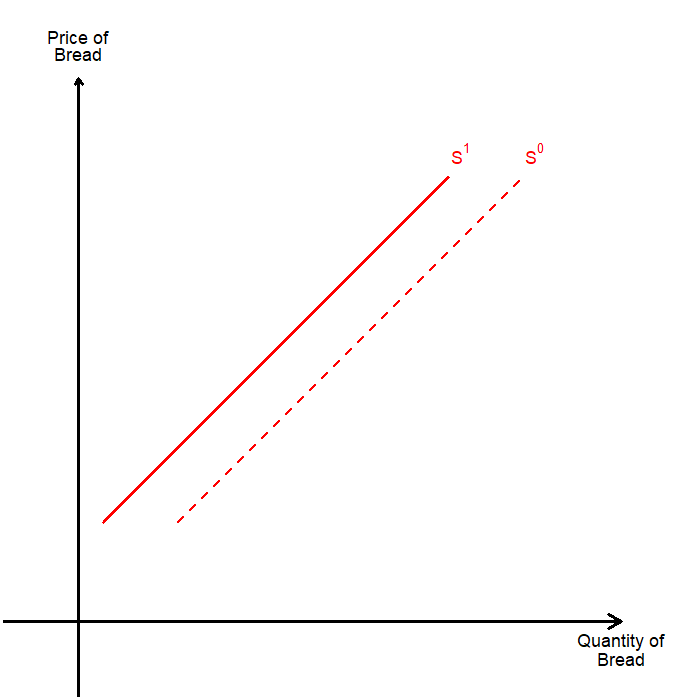 Price of
Bread
S¹ S⁰
Quantity of
Bread